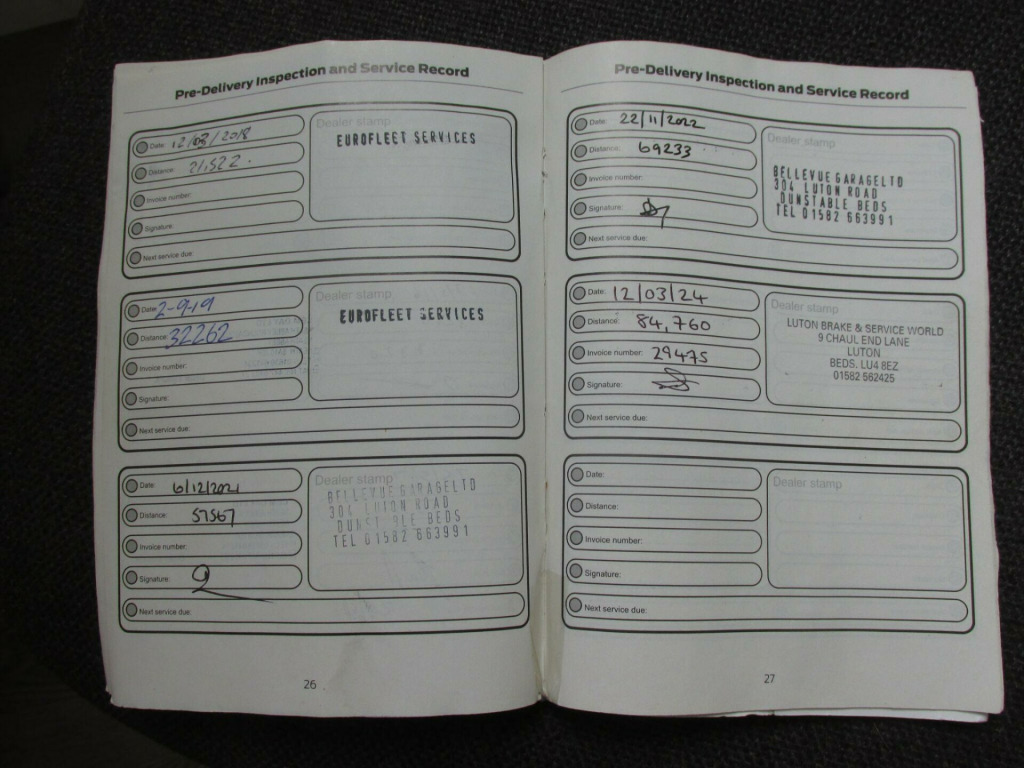 Pre-Delivery Inspection and Service Record
Date: 12/08/2018
Distance: 21,522.
Invoice number:
Signature:
Next service due:
Dealer stamp
EUROFLEET SERVICES
Date: 2-9-19
Distance: 32262
Invoice number:
Signature:
Next service due:
Dealer stamp
EUROFLEET SERVICES
Date: 6/12/2021
Distance: 57567
Invoice number:
Signature:
Next service due:
Dealer stamp
BELLEVUE GARAGE LTD
304 LUTON ROAD
DUNSTABLE BEDS
TEL 01582 663991
26
Pre-Delivery Inspection and Service Record
Date: 22/11/2022
Distance: 69233
Invoice number:
Signature:
Next service due:
Dealer stamp
BELLEVUE GARAGE LTD
304 LUTON ROAD
DUNSTABLE BEDS
TEL 01582 663991
Date: 12/03/24
Distance: 84,760
Invoice number: 29475
Signature:
Next service due:
Dealer stamp
LUTON BRAKE & SERVICE WORLD
9 CHAUL END LANE
LUTON
BEDS. LU4 8EZ
01582 562425
Date:
Distance:
Invoice number:
Signature:
Next service due:
Dealer stamp
27